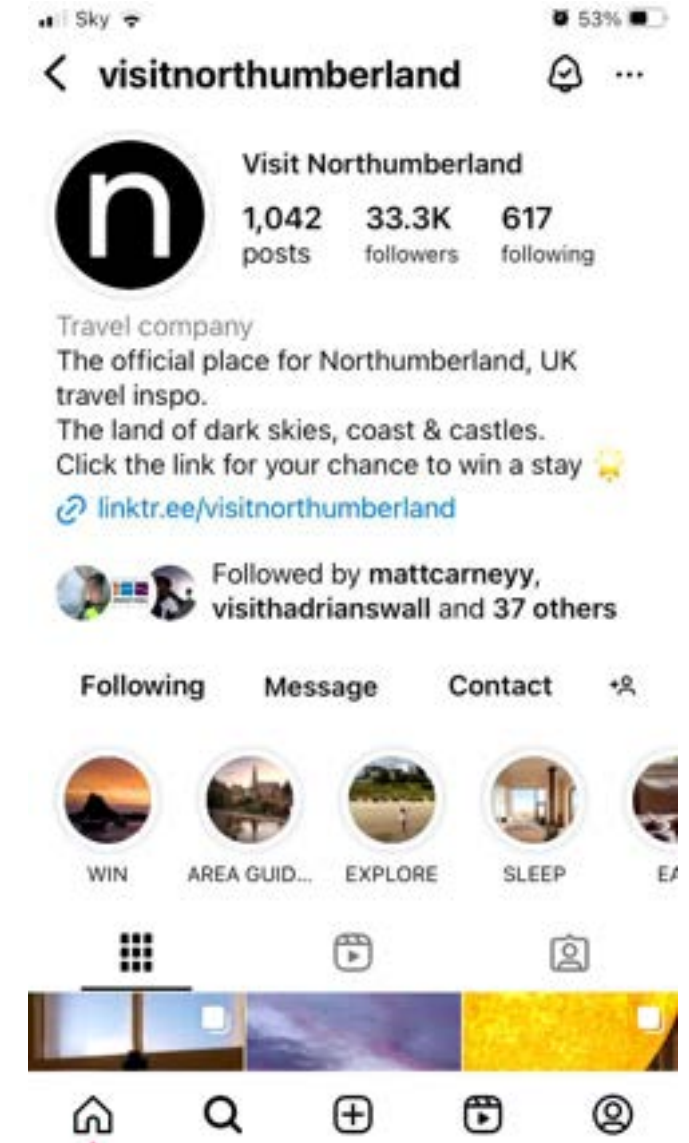 Sky 53%
visitnorthumberland
n
Visit Northumberland
1,042 33.3K 617
posts followers following
Travel company
The official place for Northumberland, UK
travel inspo.
The land of dark skies, coast & castles.
Click the link for your chance to win a stay
linktr.ee/visitnorthumberland
Followed by mattcarneyy,
visithadrianswall and 37 others
Following Message Contact
WIN AREA GUID... EXPLORE SLEEP EA